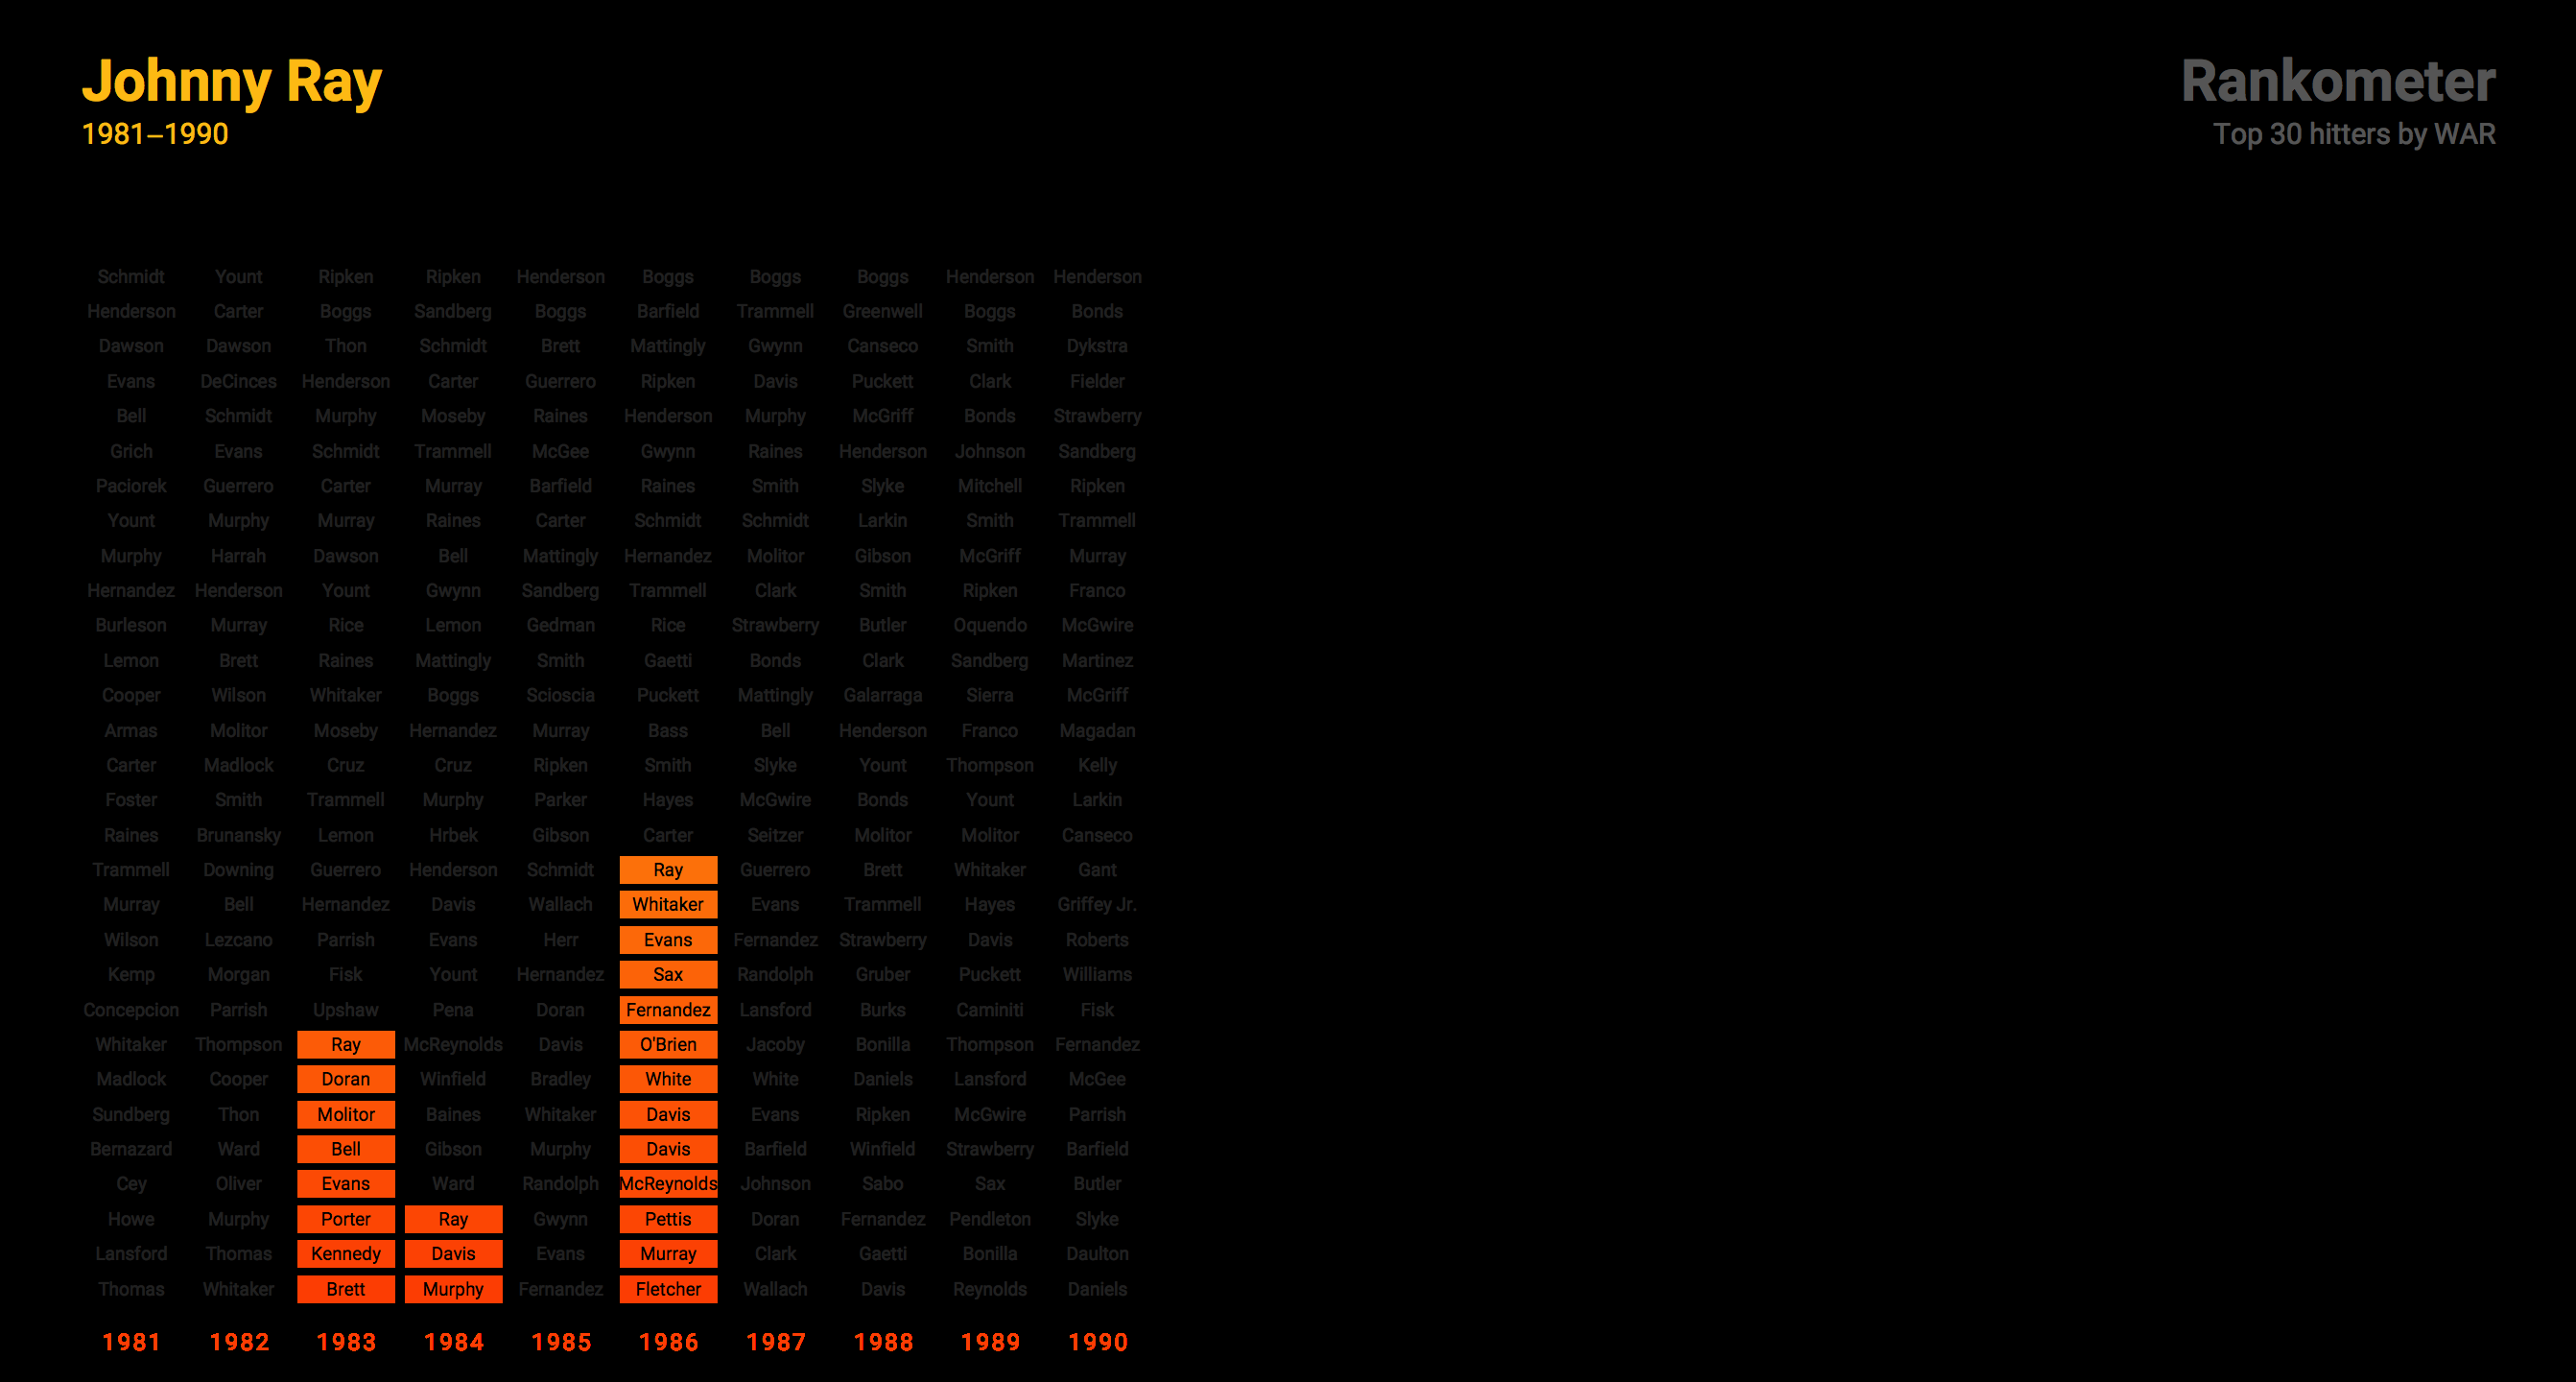 Johnny Ray
1981–1990
Rankometer
Top 30 hitters by WAR
Schmidt Yount Ripken Ripken Henderson Boggs Boggs Boggs Henderson Henderson
Henderson Carter Boggs Sandberg Boggs Barfield Trammell Greenwell Boggs Bonds
Dawson Dawson Thon Schmidt Brett Mattingly Gwynn Canseco Smith Dykstra
Evans DeCinces Henderson Carter Guerrero Ripken Davis Puckett Clark Fielder
Bell Schmidt Murphy Moseby Raines Henderson Murphy McGriff Bonds Strawberry
Grich Evans Schmidt Trammell McGee Gwynn Raines Henderson Johnson Sandberg
Paciorek Guerrero Carter Murray Barfield Raines Smith Slyke Mitchell Ripken
Yount Murphy Murray Raines Carter Schmidt Schmidt Larkin Smith Trammell
Murphy Harrah Dawson Bell Mattingly Hernandez Molitor Gibson McGriff Murray
Hernandez Henderson Yount Gwynn Sandberg Trammell Clark Smith Ripken Franco
Burleson Murray Rice Lemon Gedman Rice Strawberry Butler Oquendo McGwire
Lemon Brett Raines Mattingly Smith Gaetti Bonds Clark Sandberg Martinez
Cooper Wilson Whitaker Boggs Scioscia Puckett Mattingly Galarraga Sierra McGriff
Armas Molitor Moseby Hernandez Murray Bass Bell Henderson Franco Magadan
Carter Madlock Cruz Cruz Ripken Smith Slyke Yount Thompson Kelly
Foster Smith Trammell Murphy Parker Hayes McGwire Bonds Yount Larkin
Raines Brunansky Lemon Hrbek Gibson Carter Seitzer Molitor Molitor Canseco
Trammell Downing Guerrero Henderson Schmidt Ray Guerrero Brett Whitaker Gant
Murray Bell Hernandez Davis Wallach Whitaker Evans Trammell Hayes Griffey Jr.
Wilson Lezcano Parrish Evans Herr Evans Fernandez Strawberry Davis Roberts
Kemp Morgan Fisk Yount Hernandez Sax Randolph Gruber Puckett Williams
Concepcion Parrish Upshaw Pena Doran Fernandez Lansford Burks Caminiti Fisk
Whitaker Thompson Ray McReynolds Davis O'Brien Jacoby Bonilla Thompson Fernandez
Madlock Cooper Doran Winfield Bradley White White Daniels Lansford McGee
Sundberg Thon Molitor Baines Whitaker Davis Evans Ripken McGwire Parrish
Bernazard Ward Bell Gibson Murphy Davis Barfield Winfield Strawberry Barfield
Cey Oliver Evans Ward Randolph McReynolds Johnson Sabo Sax Butler
Howe Murphy Porter Ray Gwynn Pettis Doran Fernandez Pendleton Slyke
Lansford Thomas Kennedy Davis Evans Murray Clark Gaetti Bonilla Daulton
Thomas Whitaker Brett Murphy Fernandez Fletcher Wallach Davis Reynolds Daniels
1981 1982 1983 1984 1985 1986 1987 1988 1989 1990